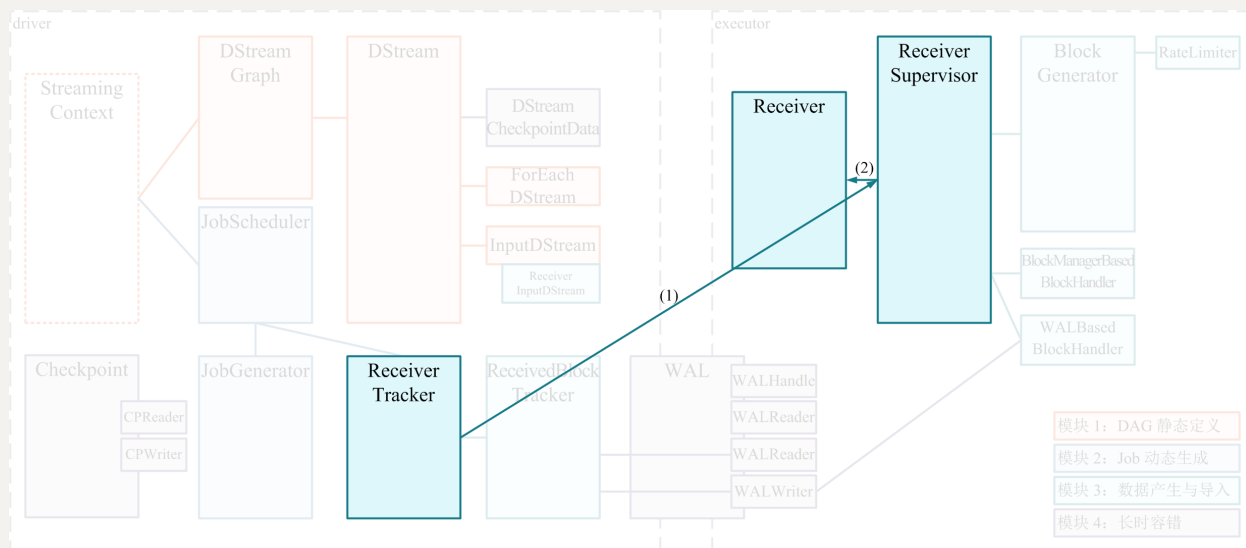 driver
executor
Streaming
Context
DStream
Graph
DStream
DStream
CheckpointData
ForEach
DStream
InputDStream
Receiver
InputDStream
JobScheduler
Checkpoint
CPReader
CPWriter
JobGenerator
Receiver
Tracker
ReceivedBlock
Tracker
WAL
WALHandle
WALReader
WALReader
WALWriter
(1)
(2)
Receiver
Receiver
Supervisor
Block
Generator
RateLimiter
BlockManagerBased
BlockHandler
WALBased
BlockHandler
模块 1：DAG 静态定义
模块 2：Job 动态生成
模块 3：数据产生与导入
模块 4：长时容错